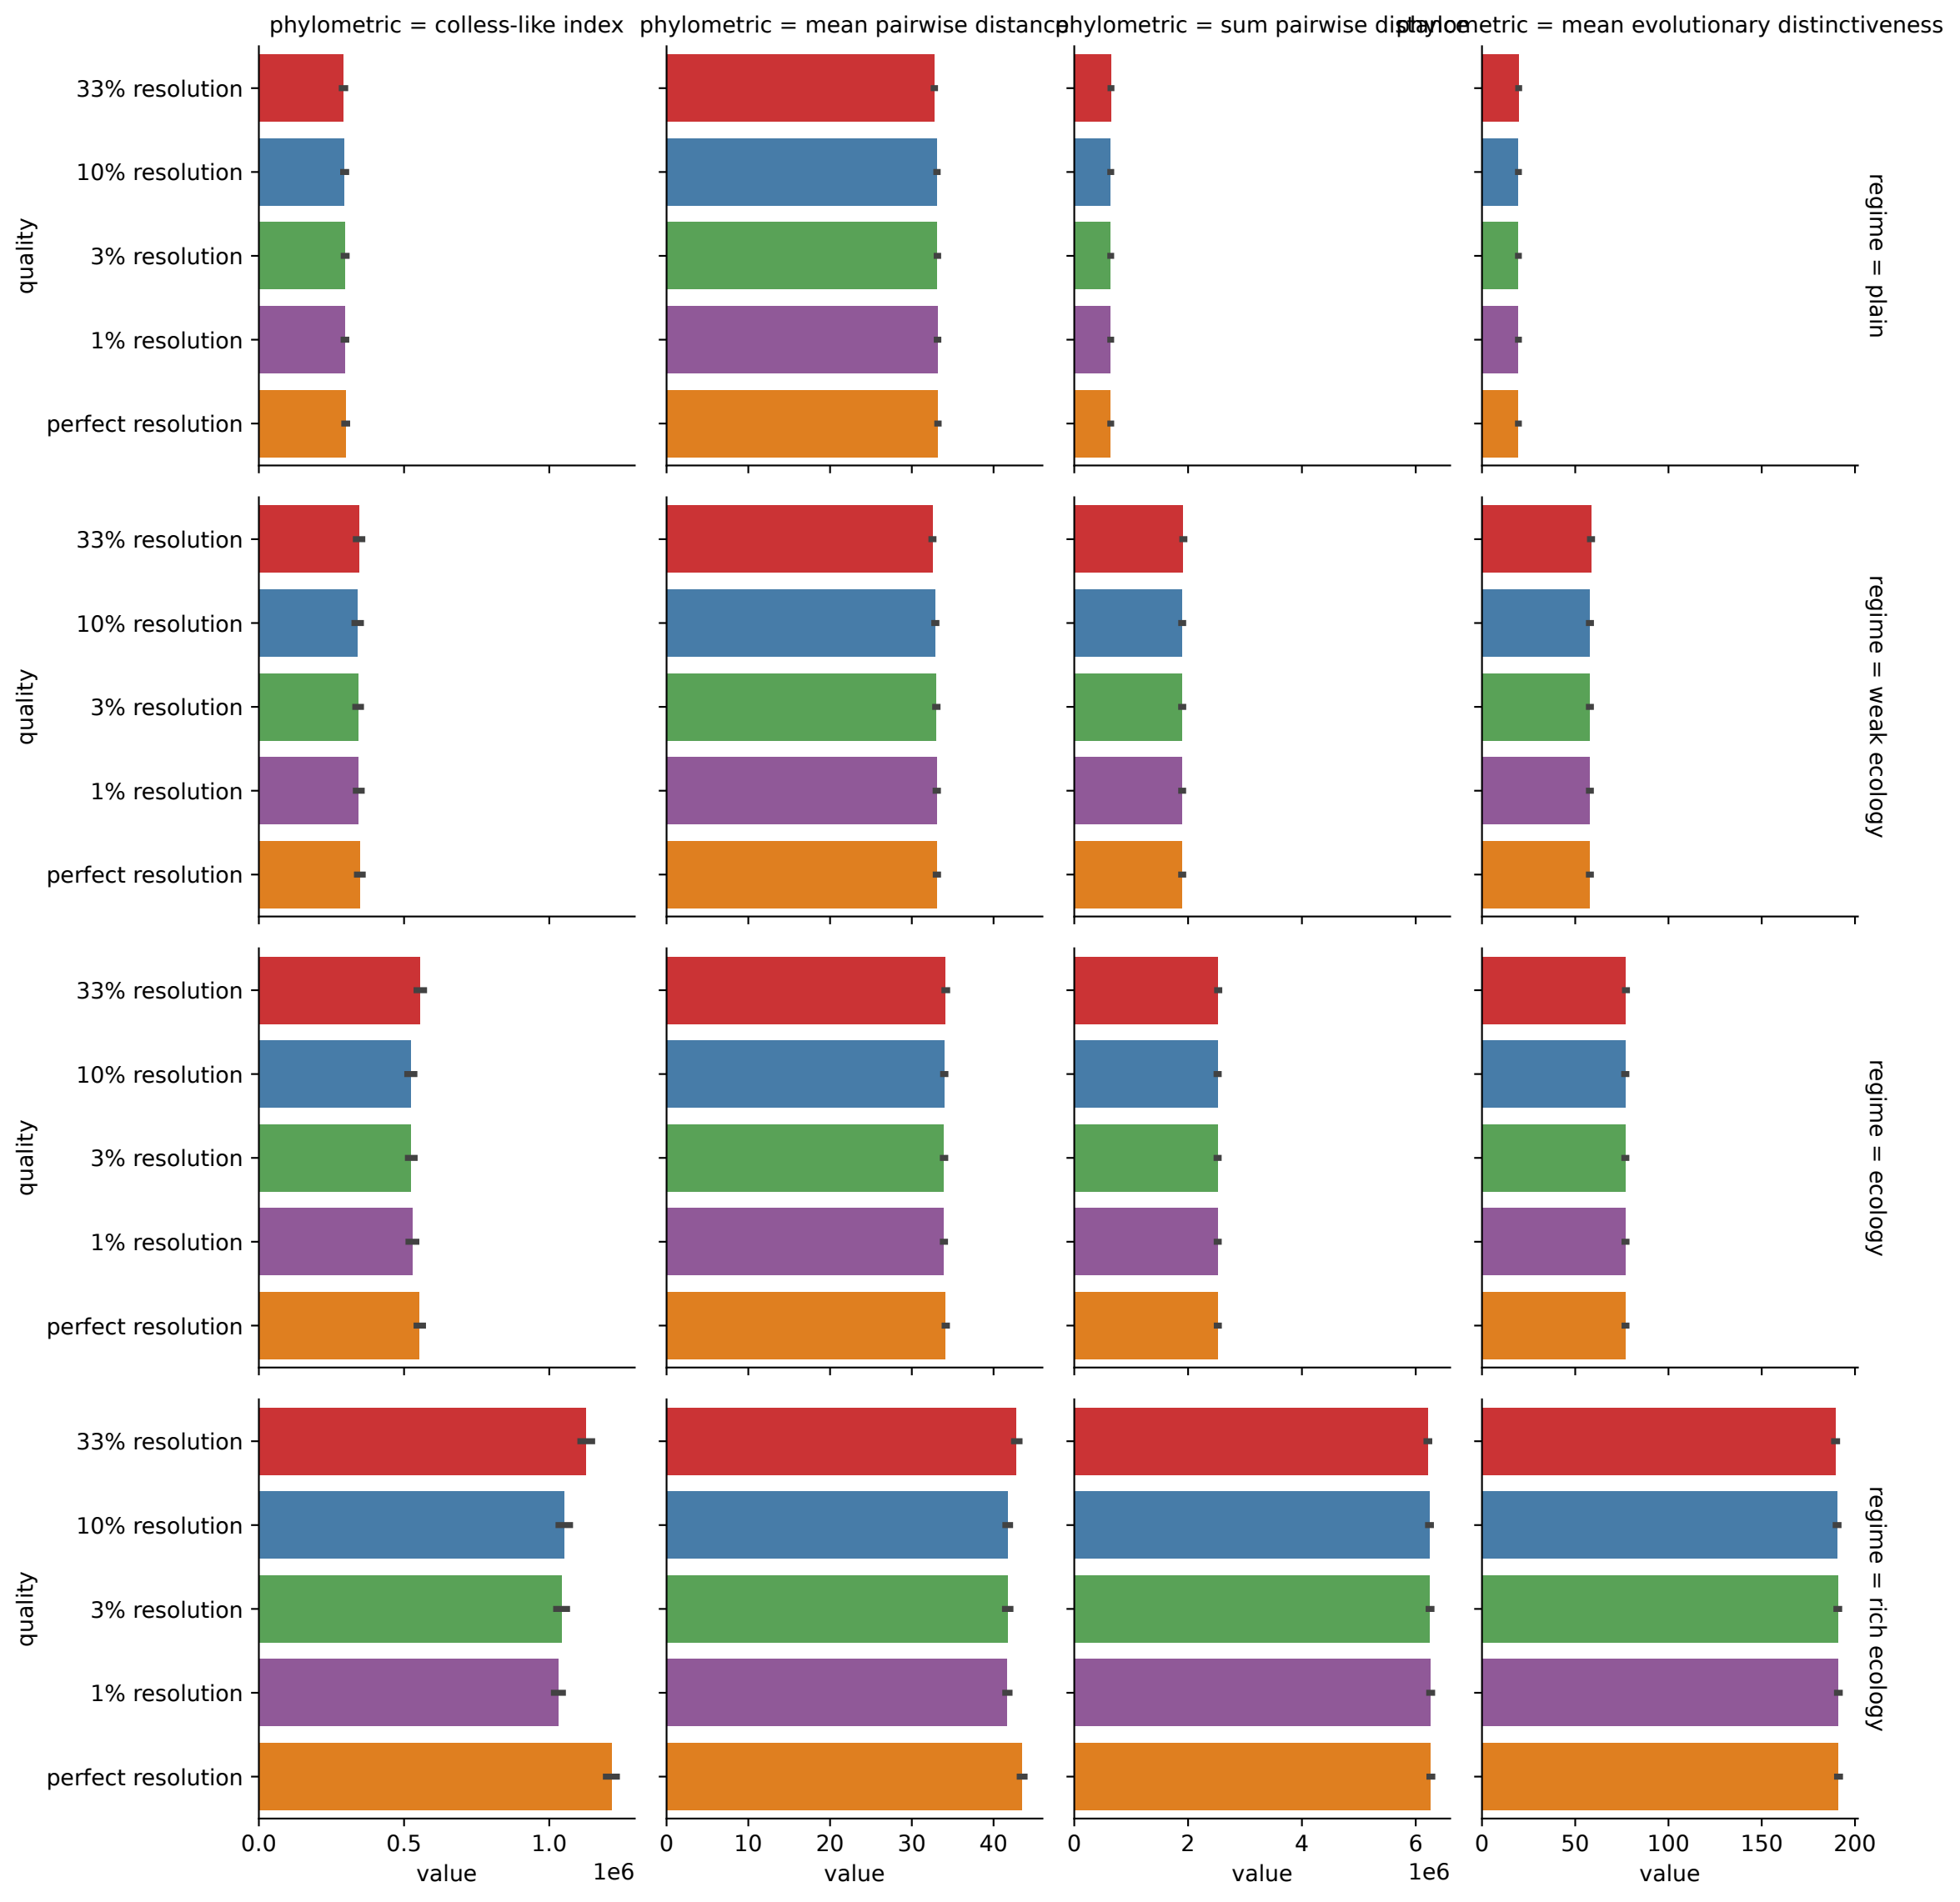 phylometric = colless-like index
phylometric = mean pairwise distance
phylometric = sum pairwise distance
phylometric = mean evolutionary distinctiveness
quality
33% resolution
10% resolution
3% resolution
1% resolution
perfect resolution
regime = plain
quality
33% resolution
10% resolution
3% resolution
1% resolution
perfect resolution
regime = weak ecology
quality
33% resolution
10% resolution
3% resolution
1% resolution
perfect resolution
regime = ecology
quality
33% resolution
10% resolution
3% resolution
1% resolution
perfect resolution
regime = rich ecology
0.0 0.5 1.0
1e6
value
0 10 20 30 40
value
0 2 4 6
1e6
value
0 50 100 150 200
value